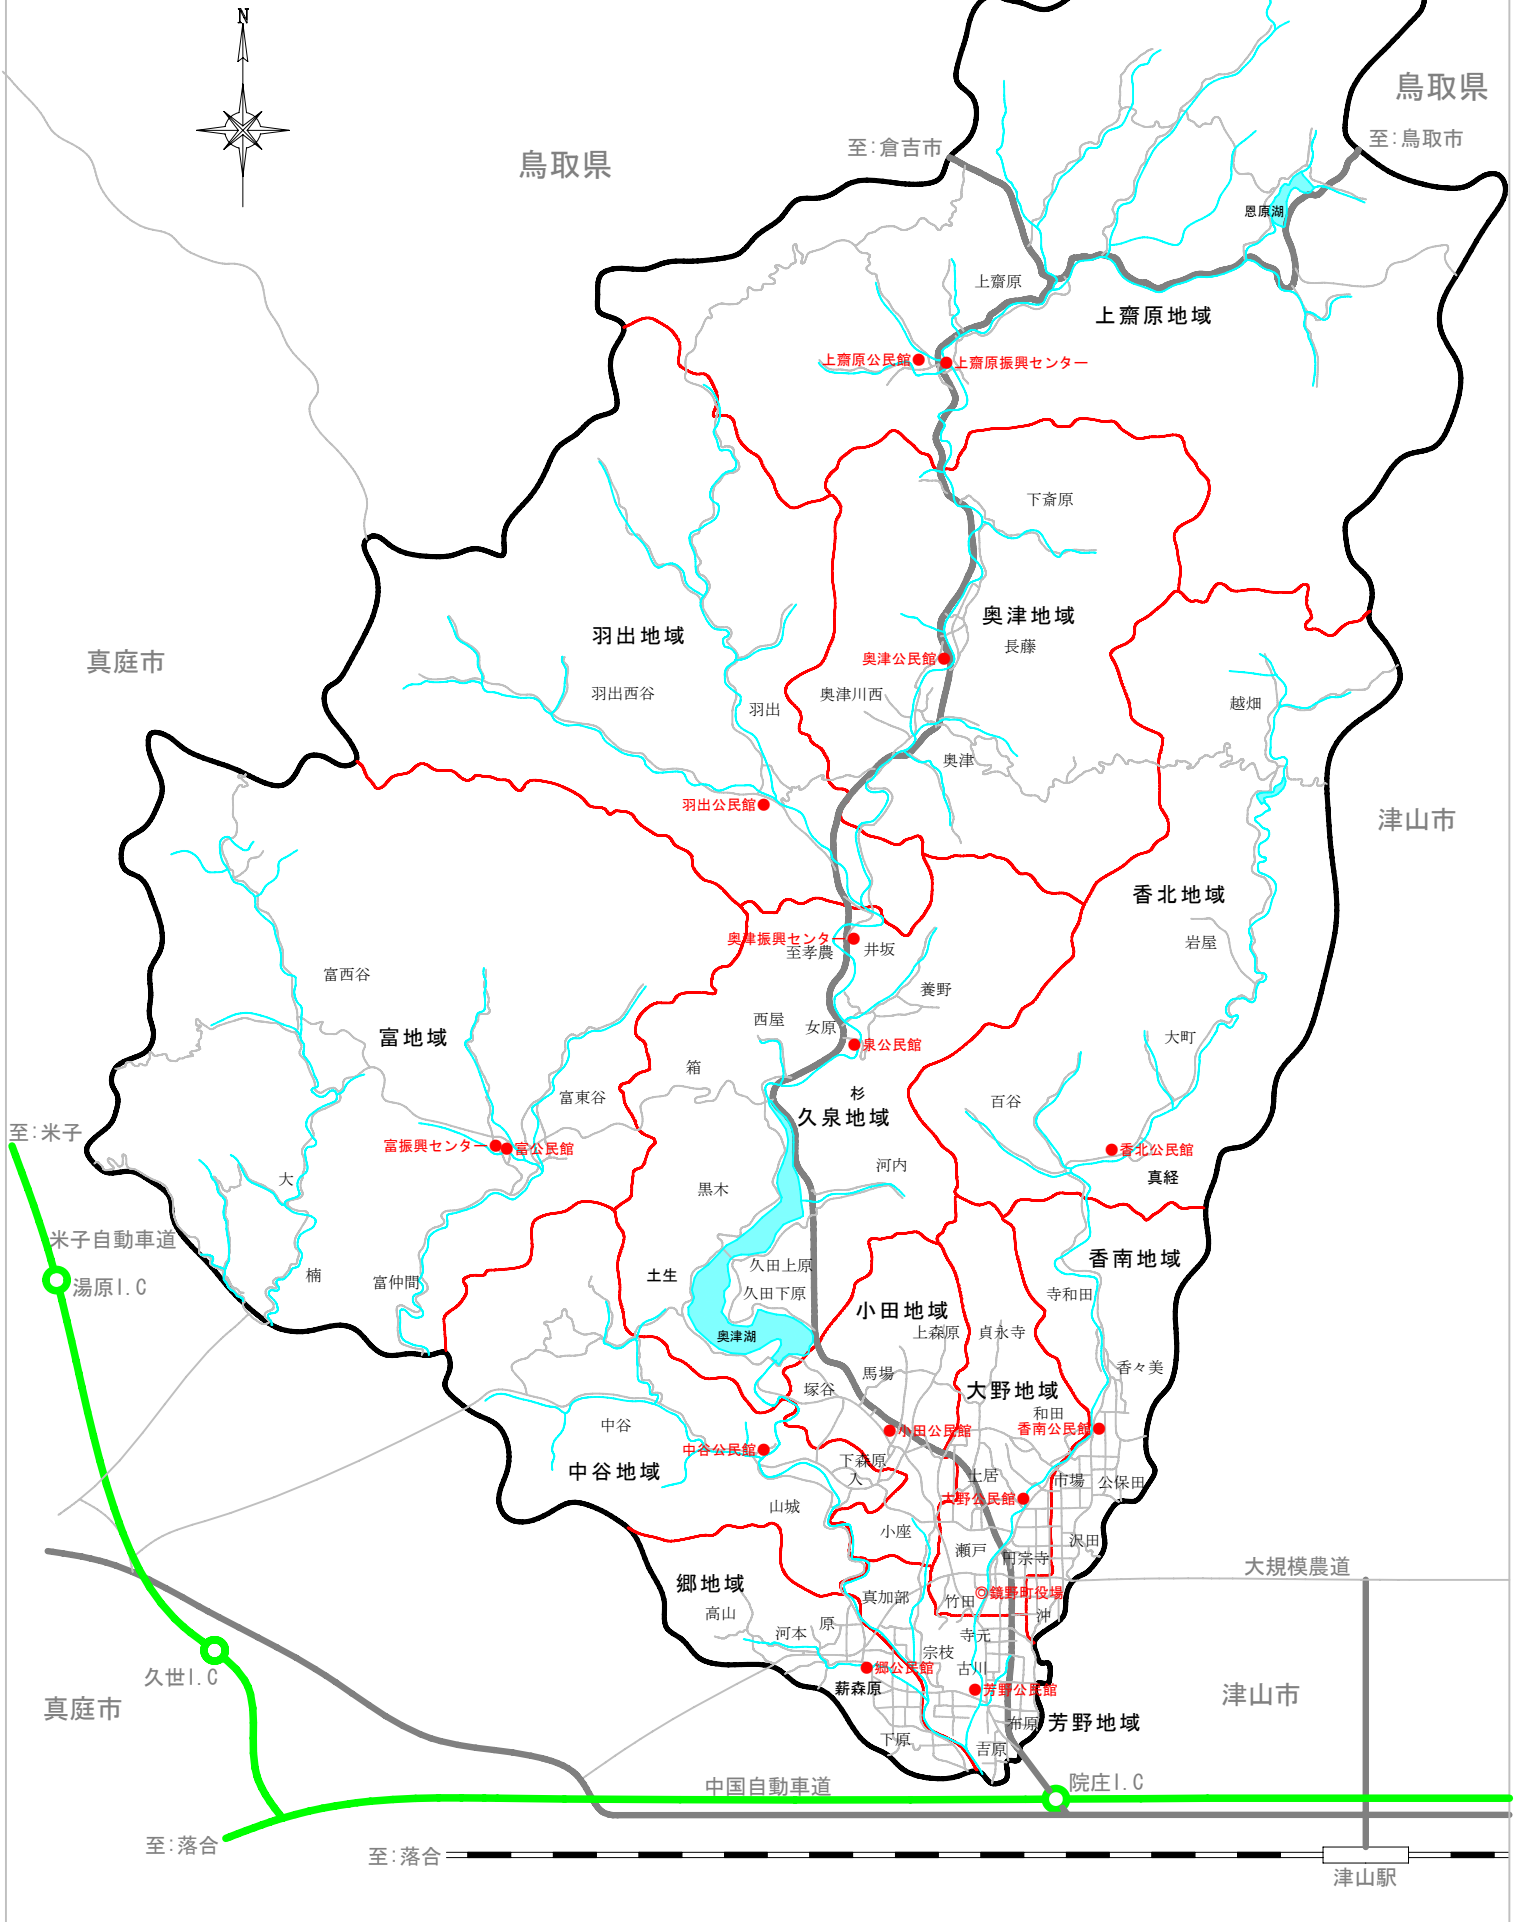 N
鳥取県
至:鳥取市
至:倉吉市
鳥取県
恩原湖
上齋原
上齋原地域
上齋原公民館
上齋原振興センター
下斎原
奥津地域
長藤
羽出地域
奥津公民館
真庭市
羽出西谷
羽出
奥津川西
越畑
奥津
羽出公民館
津山市
香北地域
奥津振興センター
至孝農
井坂
岩屋
富西谷
養野
西屋
女原
富地域
泉公民館
大町
箱
富東谷
杉
久泉地域
百谷
至:米子
富振興センター
富公民館
香北公民館
河内
真経
大
黒木
米子自動車道
香南地域
湯原I.C
楠
富仲間
土生
久田上原
久田下原
寺和田
小田地域
奥津湖
上森原
貞永寺
馬場
香々美
塚谷
大野地域
和田
中谷
小田公民館
香南公民館
中谷公民館
下森原
入
中谷地域
土居
市場
公保田
大野公民館
山城
小座
瀬戸
円宗寺
沢田
大規模農道
郷地域
真加部
竹田
◎鏡野町役場
高山
河本
原
沖
寺元
宗枝
郷公民館
古川
久世I.C
薪森原
芳野公民館
真庭市
津山市
布原
芳野地域
下原
吉原
中国自動車道
院庄I.C
至:落合
至:落合
津山駅